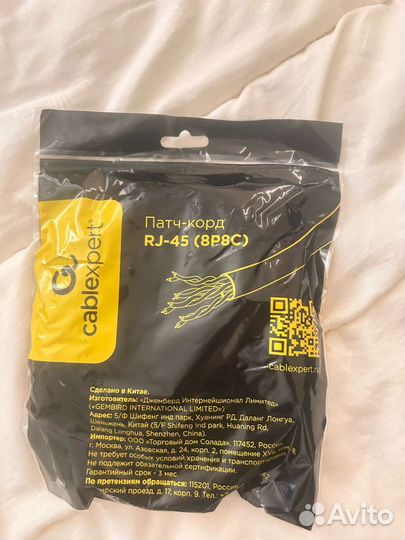 cablexpert®
Патч-корд
RJ-45 (8P8C)
cablexpert.ru
Сделано в Китае.
Изготовитель: «Джемберд Интернейшионал Лимитед»
(«GEMBIRD INTERNATIONAL LIMITED»)
Адрес: 5/Ф Шифенг инд парк, Хуанинг РД, Даланг Лонгуа,
Шеньжень, Китай (5/F Shifeng Ind park, Huaning Rd,
Dalang Longhua, Shenzhen, China).
Импортер: ООО «Торговый дом Солада», 117452, Россия,
г. Москва, ул. Азовская, д. 24, корп. 2, помещение
Не требует особых условий хранения и транспортировки
Не подлежит обязательной сертификации.
Гарантийный срок - 3 мес.
По претензиям обращаться: 115201, Россия
проезд, д. 17, корп. 9. Тел.:
Avito